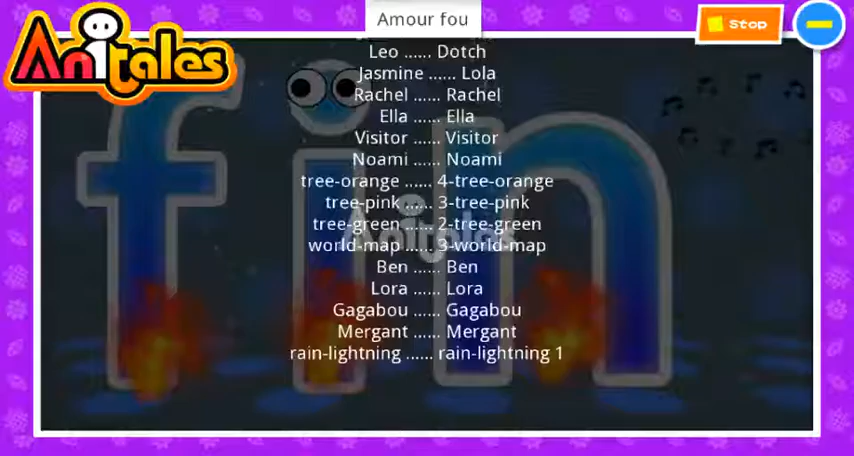 Amour fou
Stop
Anitales
Leo ...... Dotch
Jasmine ...... Lola
Rachel ...... Rachel
Ella ...... Ella
Visitor ...... Visitor
Noami ...... Noami
tree-orange ...... 4-tree-orange
tree-pink ...... 3-tree-pink
tree-green ...... 2-tree-green
world-map ...... 3-world-map
Ben ...... Ben
Lora ...... Lora
Gagabou ...... Gagabou
Mergant ...... Mergant
rain-lightning ...... rain-lightning 1
fin
Anitales